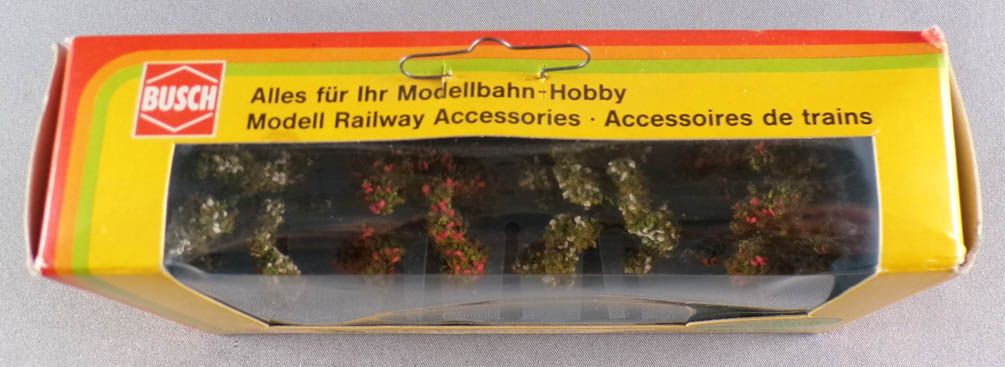 BUSCH
Alles für Ihr Modellbahn-Hobby
Modell Railway Accessories · Accessoires de trains